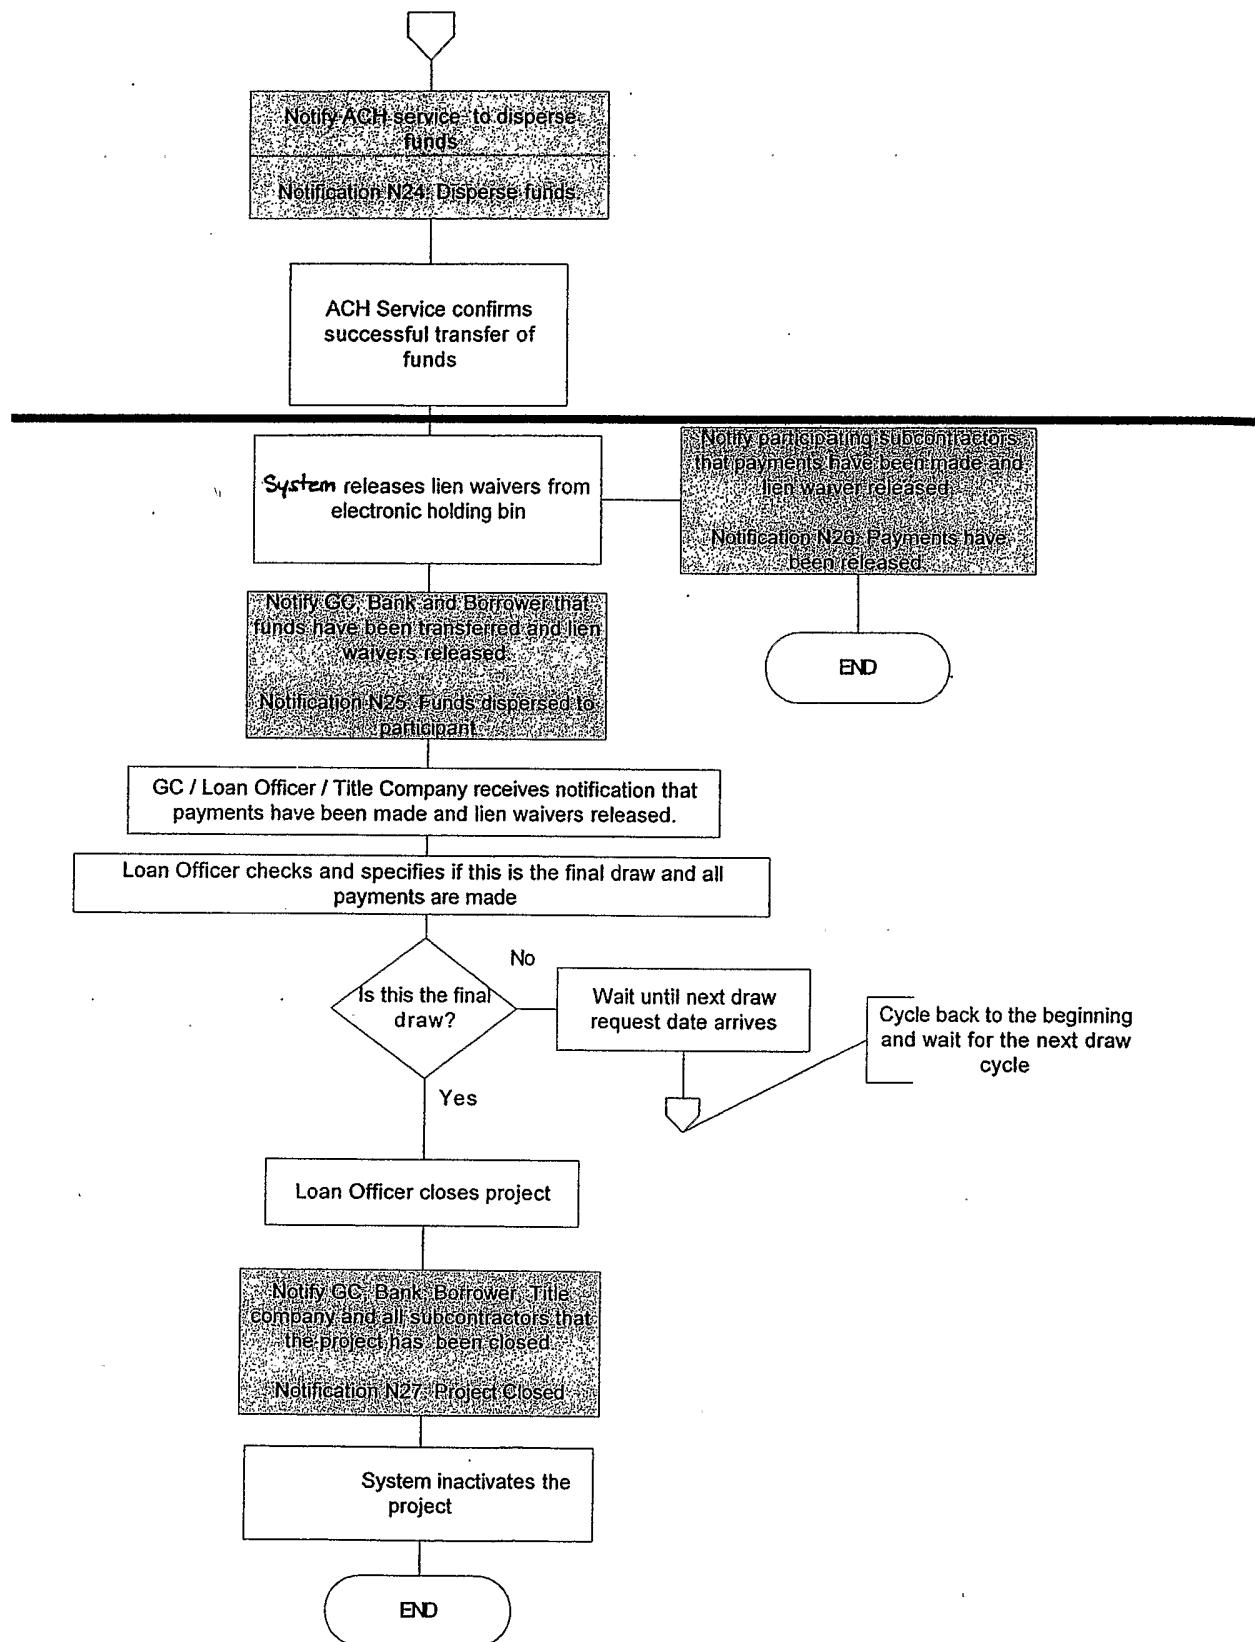 Notify ACH service to disperse
funds
Notification N24: Disperse funds.
ACH Service confirms
successful transfer of
funds
System releases lien waivers from
electronic holding bin
Notify participating subcontractors
that payments have been made and
lien waiver released.
Notification N26: Payments have
been released.
END
Notify GC, Bank and Borrower that
funds have been transferred and lien
waivers released
Notification N25: Funds dispersed to
participant
GC / Loan Officer / Title Company receives notification that
payments have been made and lien waivers released.
Loan Officer checks and specifies if this is the final draw and all
payments are made
Is this the final
draw?
No
Wait until next draw
request date arrives
Cycle back to the beginning
and wait for the next draw
cycle
Yes
Loan Officer closes project
Notify GC, Bank, Borrower, Title
company and all subcontractors that
the project has been closed
Notification N27: Project Closed
System inactivates the
project
END